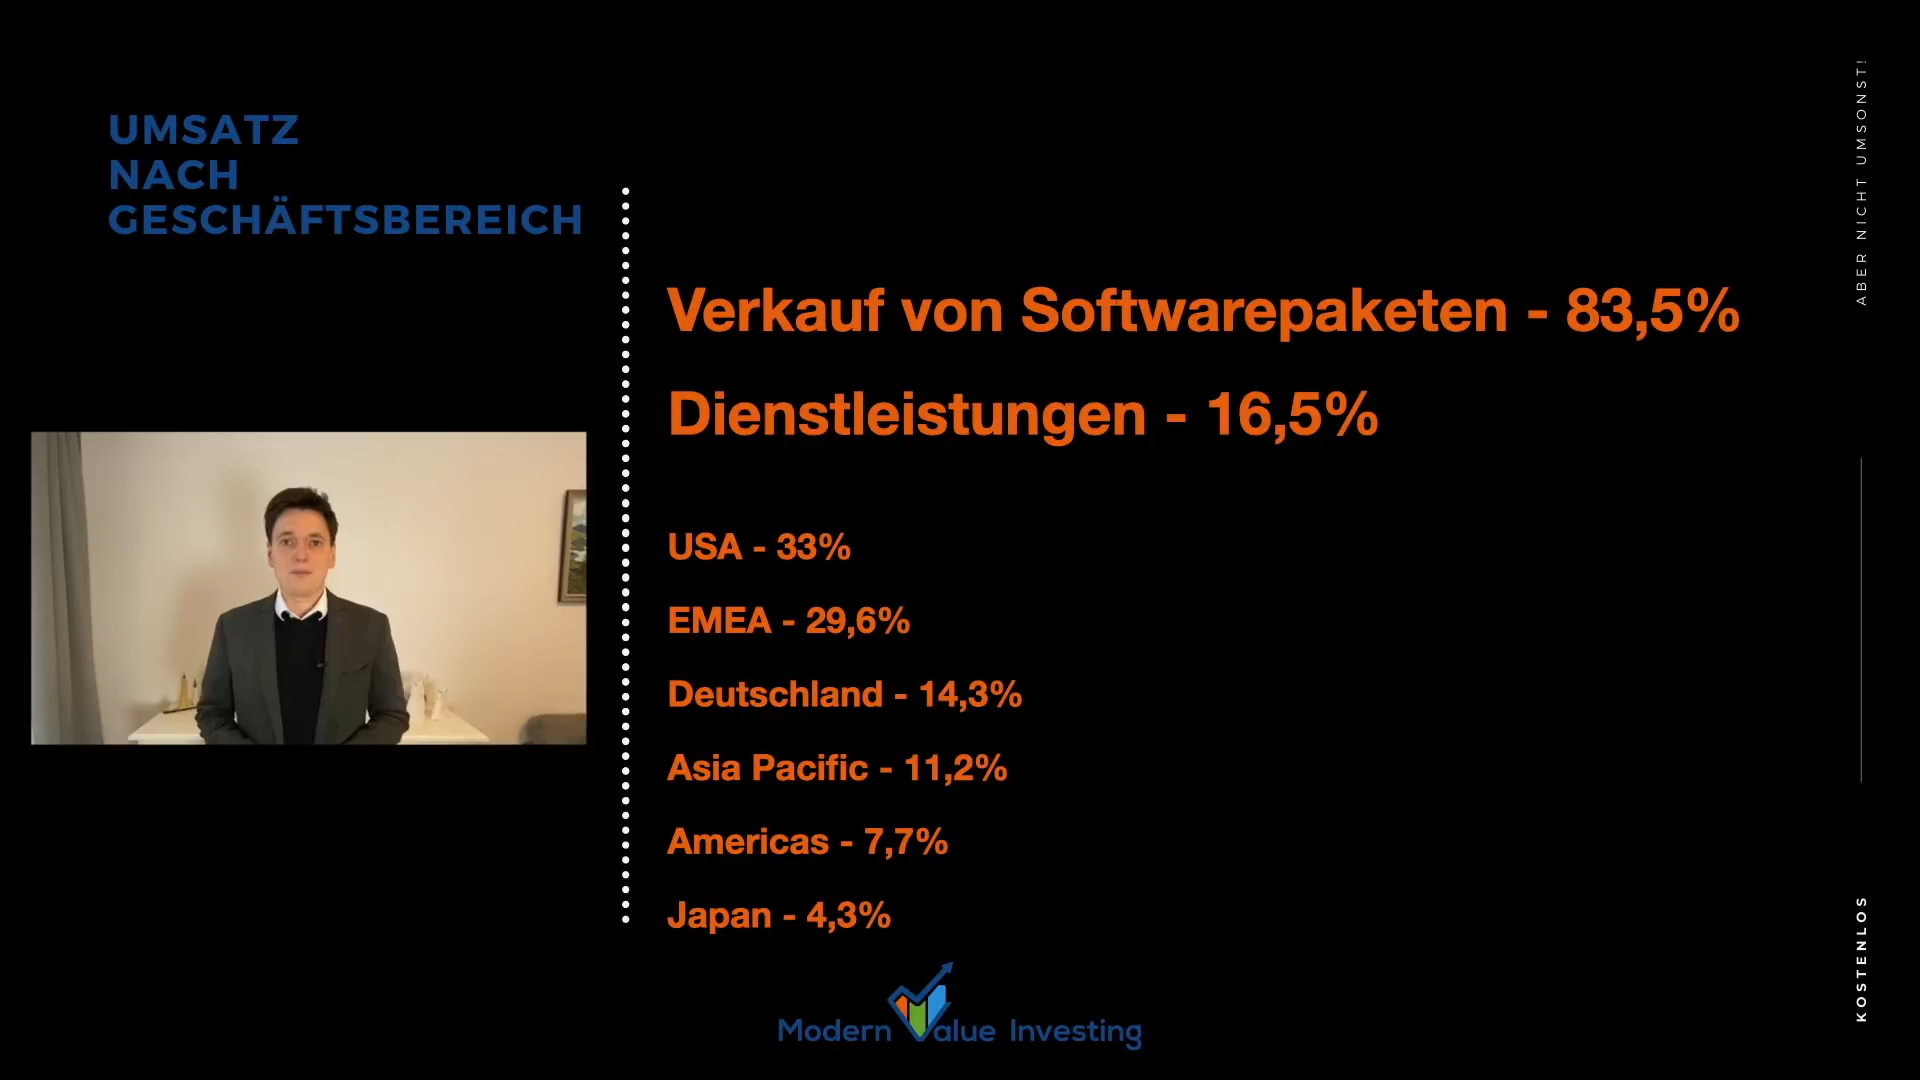 UMSATZ
NACH
GESCHÄFTSBEREICH
Verkauf von Softwarepaketen - 83,5%
Dienstleistungen - 16,5%
USA - 33%
EMEA - 29,6%
Deutschland - 14,3%
Asia Pacific - 11,2%
Americas - 7,7%
Japan - 4,3%
Modern Value Investing
KOSTENLOS
ABER NICHT UMSONST!